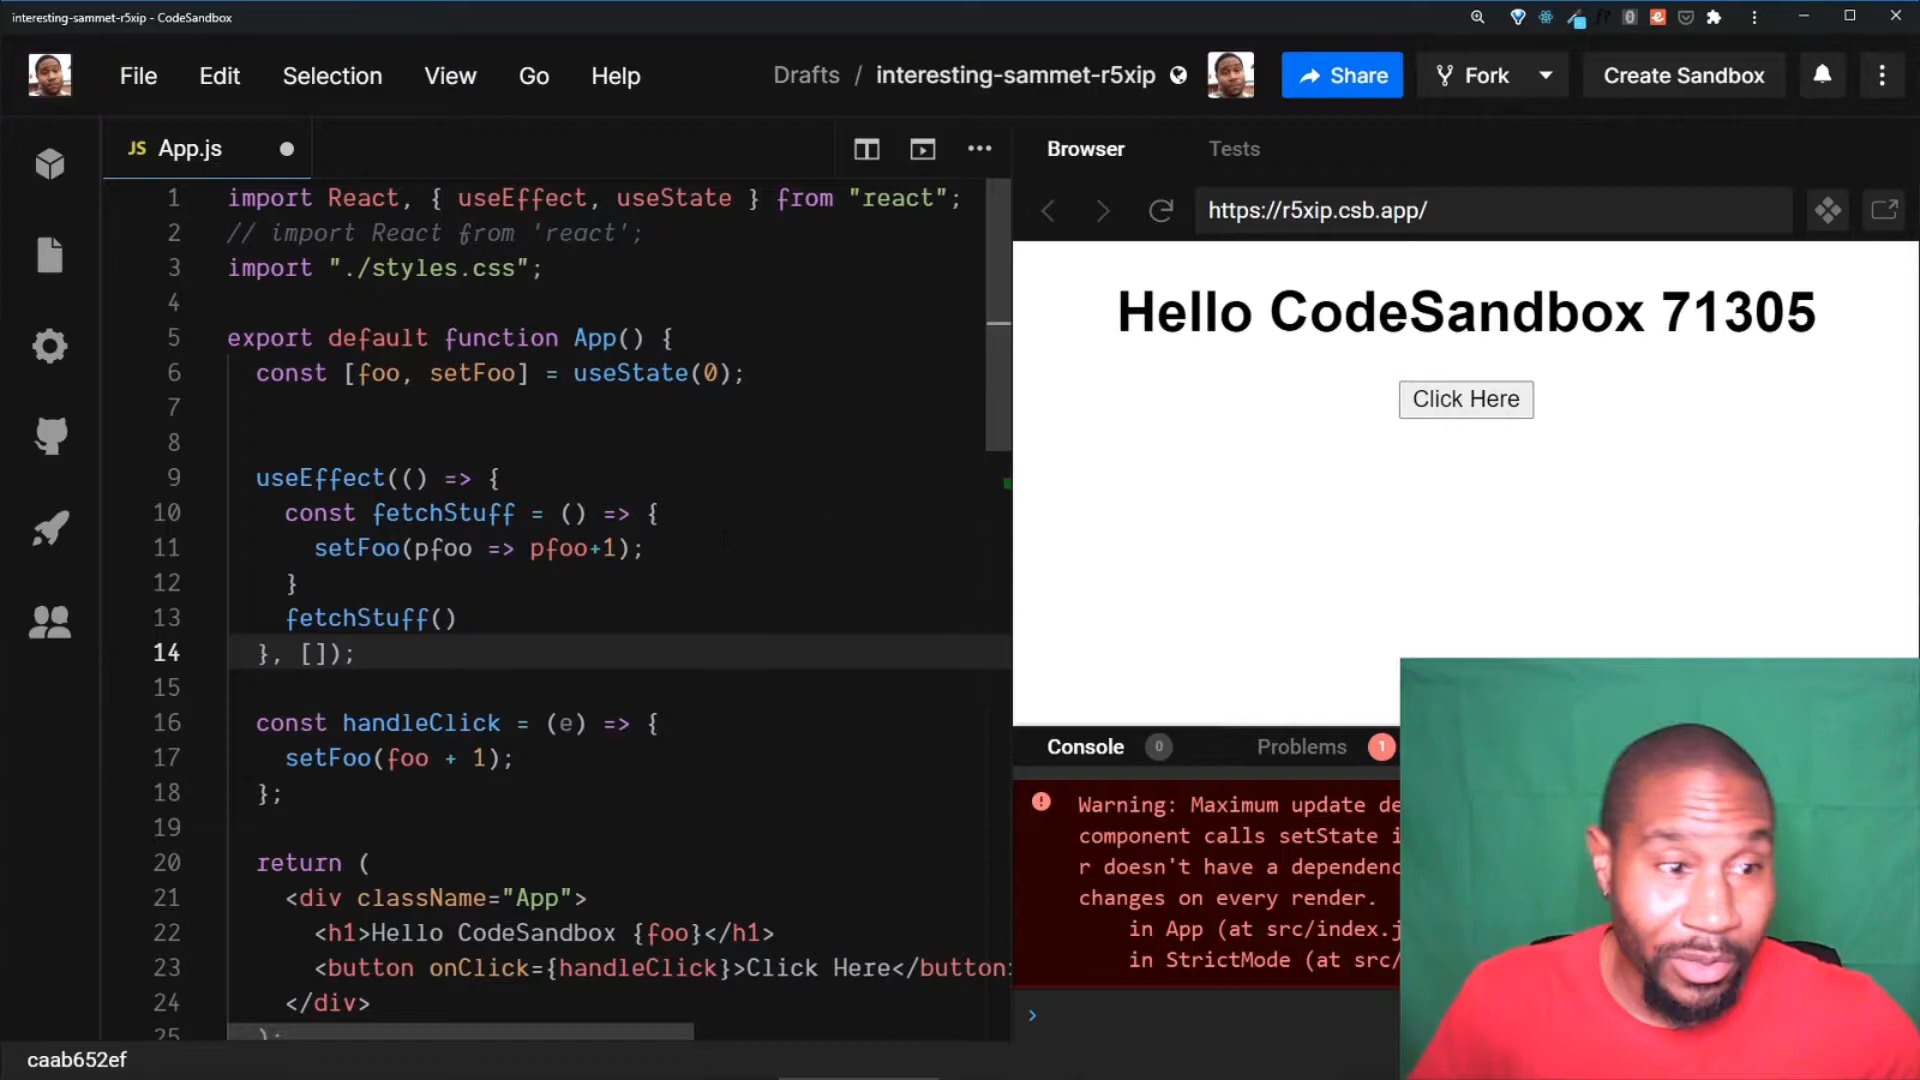 interesting-sammet-r5xip - CodeSandbox
File Edit Selection View Go Help
Drafts / interesting-sammet-r5xip
Share Fork Create Sandbox
JS App.js
Browser Tests
https://r5xip.csb.app/
1 import React, { useEffect, useState } from "react";
2 // import React from 'react';
3 import "./styles.css";
4
5 export default function App() {
6 const [foo, setFoo] = useState(0);
7
8
9 useEffect(() => {
10 const fetchStuff = () => {
11 setFoo(pfoo => pfoo+1);
12 }
13 fetchStuff()
14 }, []);
15
16 const handleClick = (e) => {
17 setFoo(foo + 1);
18 };
19
20 return (
21 <div className="App">
22 <h1>Hello CodeSandbox {foo}</h1>
23 <button onClick={handleClick}>Click Here</button
24 </div>
25 );
Hello CodeSandbox 71305
Click Here
Console 0 Problems 1
Warning: Maximum update de
component calls setState i
r doesn't have a dependenc
changes on every render.
in App (at src/index.j
in StrictMode (at src/
caab652ef